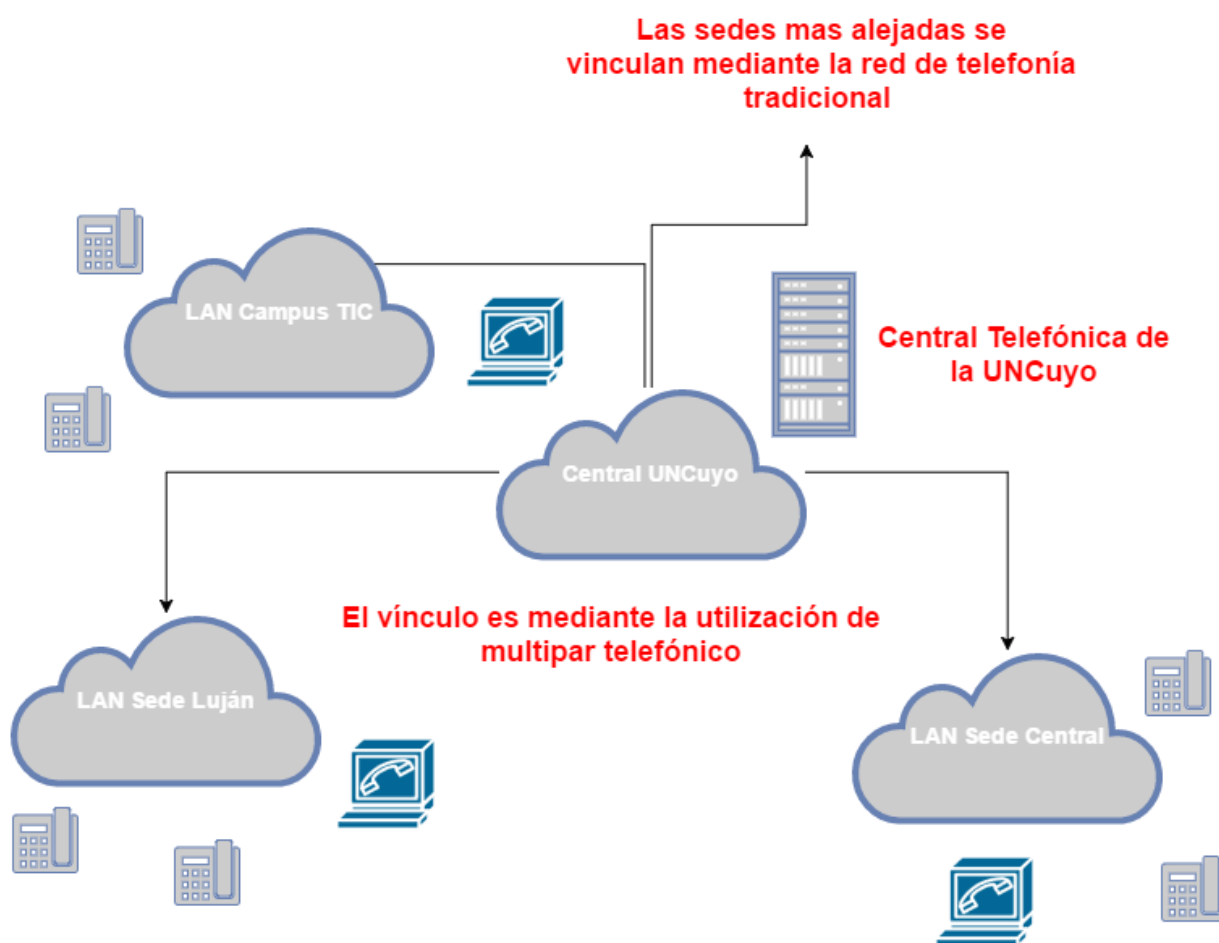 Las sedes mas alejadas se
vinculan mediante la red de telefonía
tradicional
LAN Campus TIC
Central Telefónica de
la UNCuyo
Central UNCuyo
El vínculo es mediante la utilización de
multipar telefónico
LAN Sede Luján
LAN Sede Central